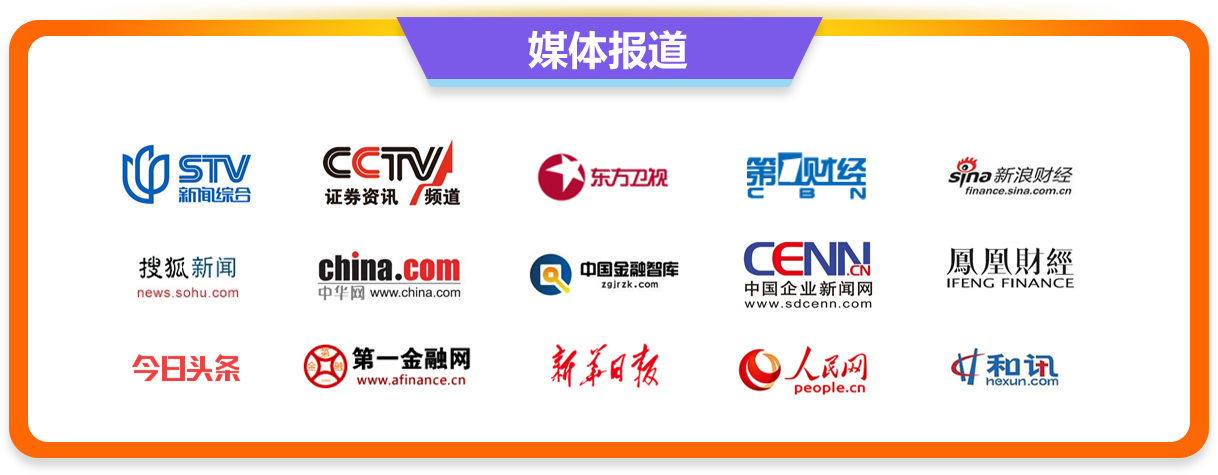 媒体报道
STV
新闻综合
CCTV
证券资讯 频道
东方卫视
第一财经
CBN
sina 新浪财经
finance.sina.com.cn
搜狐新闻
news.sohu.com
china.com
中华网 www.china.com
中国金融智库
zgjrzk.com
CENN.CN
中国企业新闻网
www.sdcenn.com
鳳凰財經
IFENG FINANCE
今日头条
第一金融网
www.afinance.cn
新华日报
人民网
people.cn
和讯
hexun.com